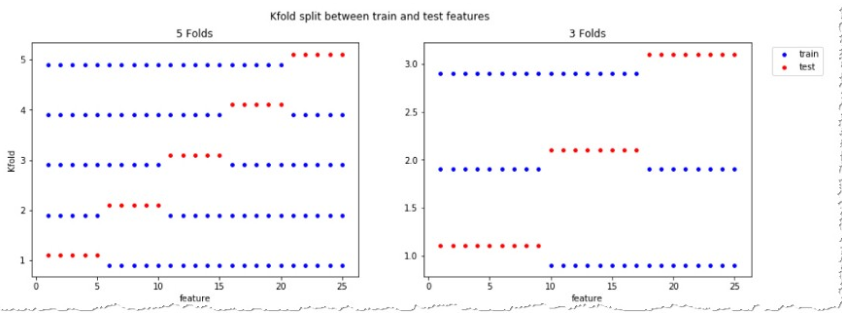 Kfold split between train and test features
5 Folds
3 Folds
train
test
Kfold
5
4
3
2
1
0
5
10
15
20
25
feature
3.0
2.5
2.0
1.5
1.0
0
5
10
15
20
25
feature